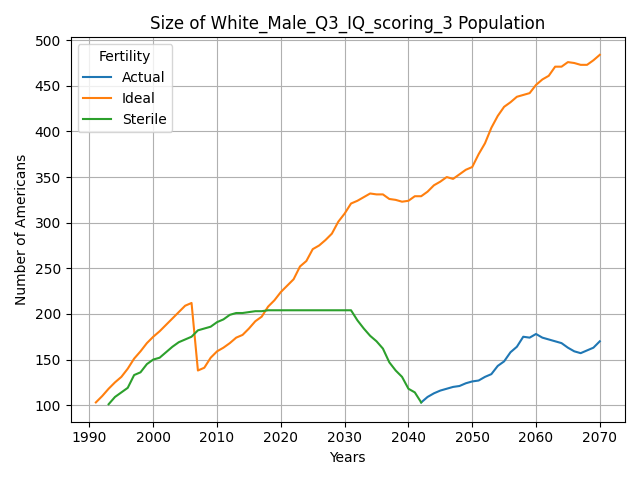 Size of White_Male_Q3_IQ_scoring_3 Population
Number of Americans
500
450
400
350
300
250
200
150
100
Fertility
Actual
Ideal
Sterile
1990 2000 2010 2020 2030 2040 2050 2060 2070
Years